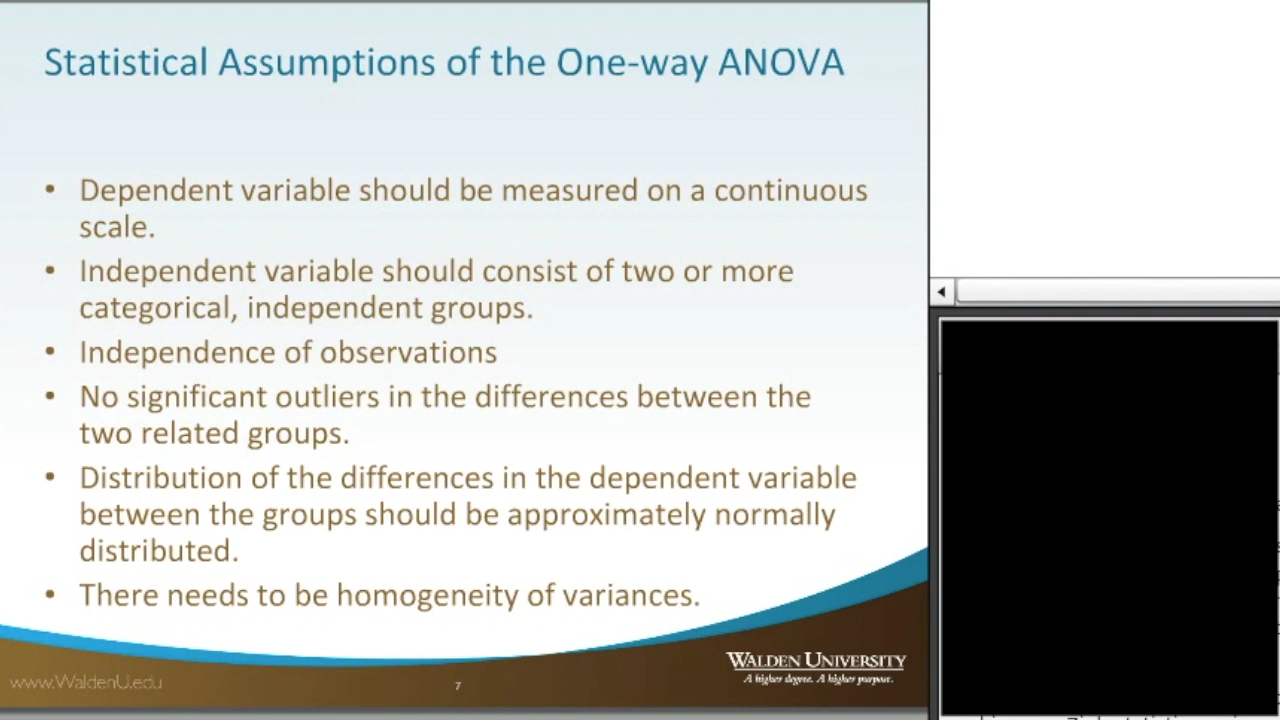 Statistical Assumptions of the One-way ANOVA
• Dependent variable should be measured on a continuous
scale.
• Independent variable should consist of two or more
categorical, independent groups.
• Independence of observations
• No significant outliers in the differences between the
two related groups.
• Distribution of the differences in the dependent variable
between the groups should be approximately normally
distributed.
• There needs to be homogeneity of variances.
WALDEN UNIVERSITY
A higher degree. A higher purpose.
www.WaldenU.edu
7